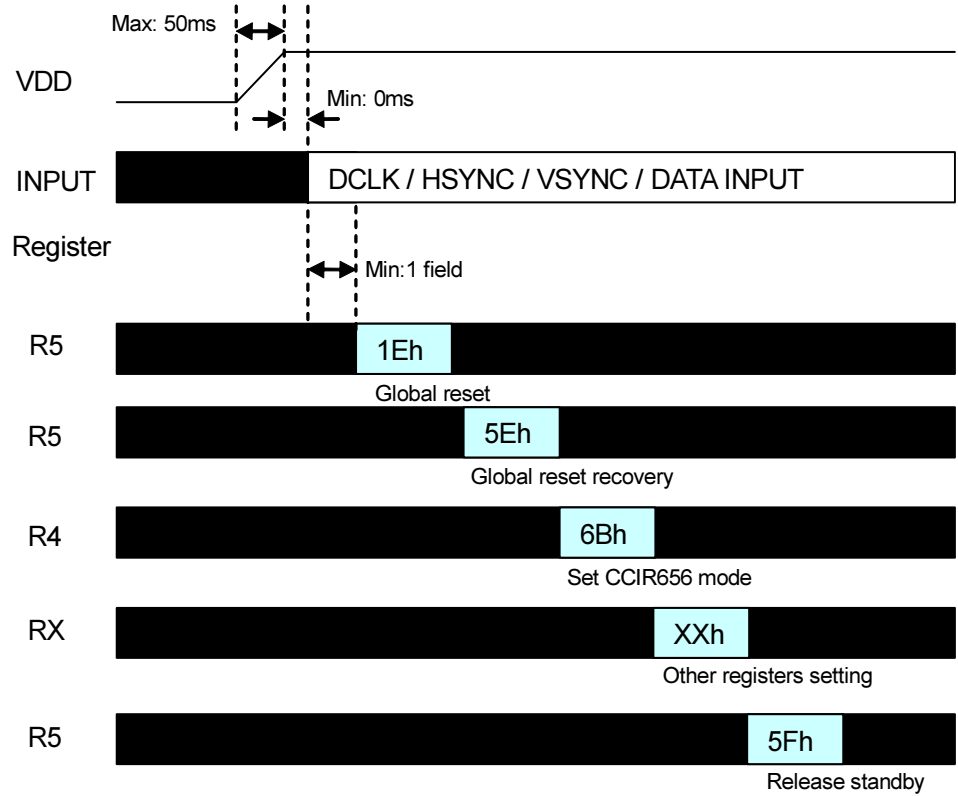 Max: 50ms
VDD
Min: 0ms
INPUT
DCLK / HSYNC / VSYNC / DATA INPUT
Register
Min:1 field
R5
1Eh
Global reset
R5
5Eh
Global reset recovery
R4
6Bh
Set CCIR656 mode
RX
XXh
Other registers setting
R5
5Fh
Release standby